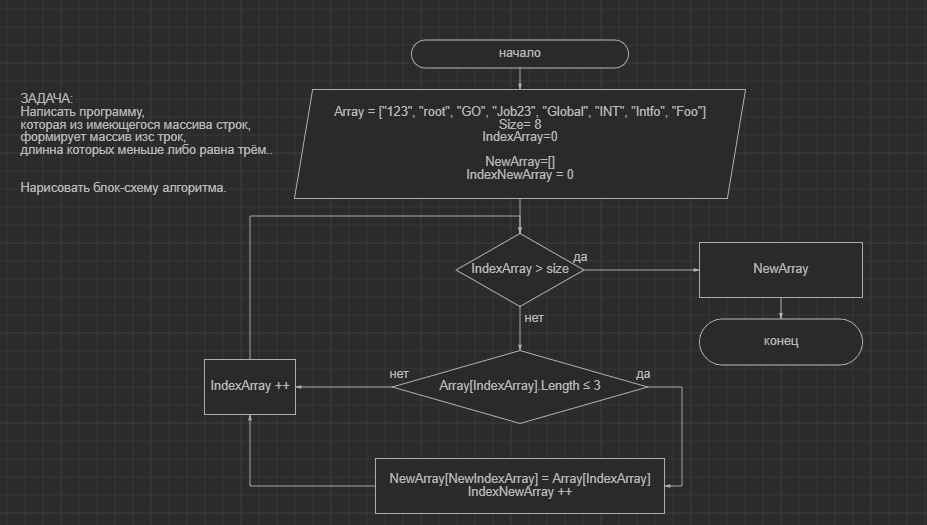 начало
ЗАДАЧА:
Написать программу,
которая из имеющегося массива строк,
формирует массив изс трок,
длинна которых меньше либо равна трём..
Нарисовать блок-схему алгоритма.
Array = ["123", "root", "GO", "Job23", "Global", "INT", "Intfo", "Foo"]
Size= 8
IndexArray=0
NewArray=[]
IndexNewArray = 0
IndexArray > size
да
NewArray
нет
конец
нет
Array[IndexArray].Length ≤ 3
да
IndexArray ++
NewArray[NewIndexArray] = Array[IndexArray]
IndexNewArray ++